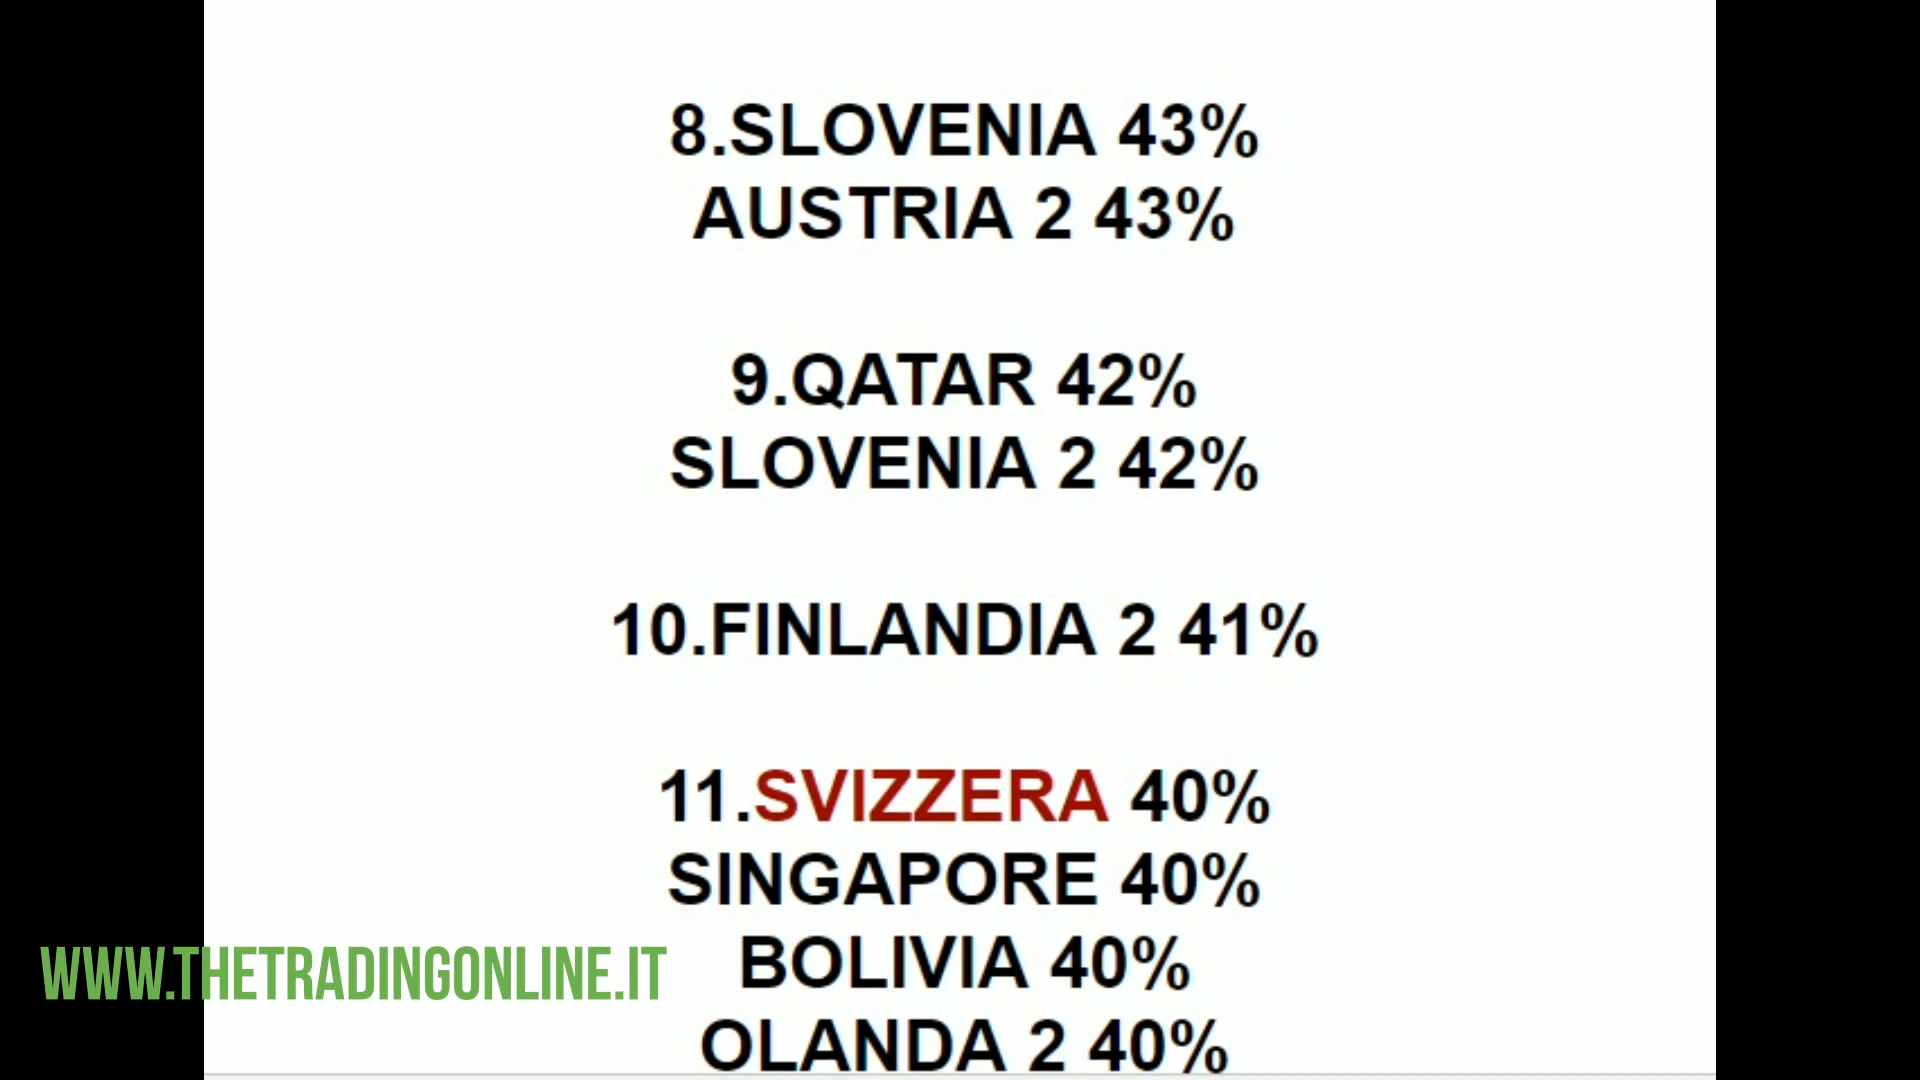 8.SLOVENIA 43%
AUSTRIA 2 43%
9.QATAR 42%
SLOVENIA 2 42%
10.FINLANDIA 2 41%
11.SVIZZERA 40%
SINGAPORE 40%
BOLIVIA 40%
OLANDA 2 40%
WWW.THETRADINGONLINE.IT